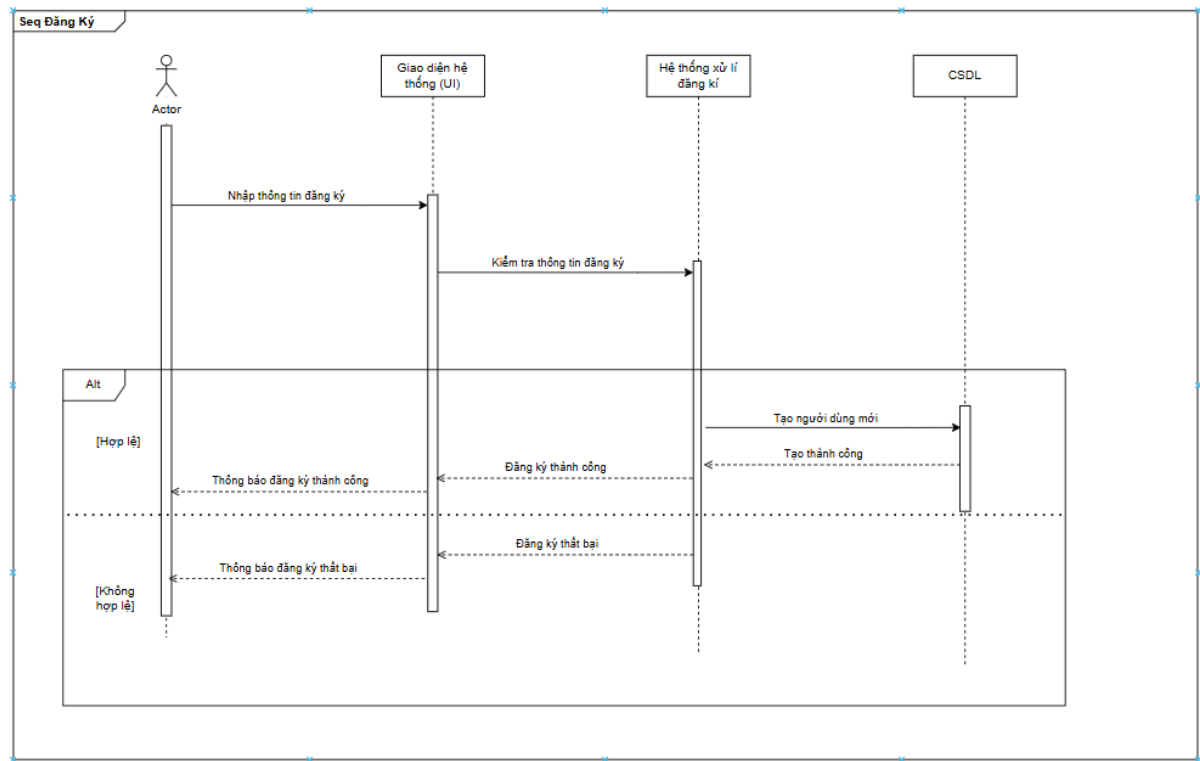 Seq Đăng Ký
Actor
Giao diện hệ
thống (UI)
Hệ thống xử lí
đăng kí
CSDL
Nhập thông tin đăng ký
Kiểm tra thông tin đăng ký
Alt
[Hợp lệ]
Tạo người dùng mới
Tạo thành công
Đăng ký thành công
Thông báo đăng ký thành công
Đăng ký thất bại
Thông báo đăng ký thất bại
[Không
hợp lệ]